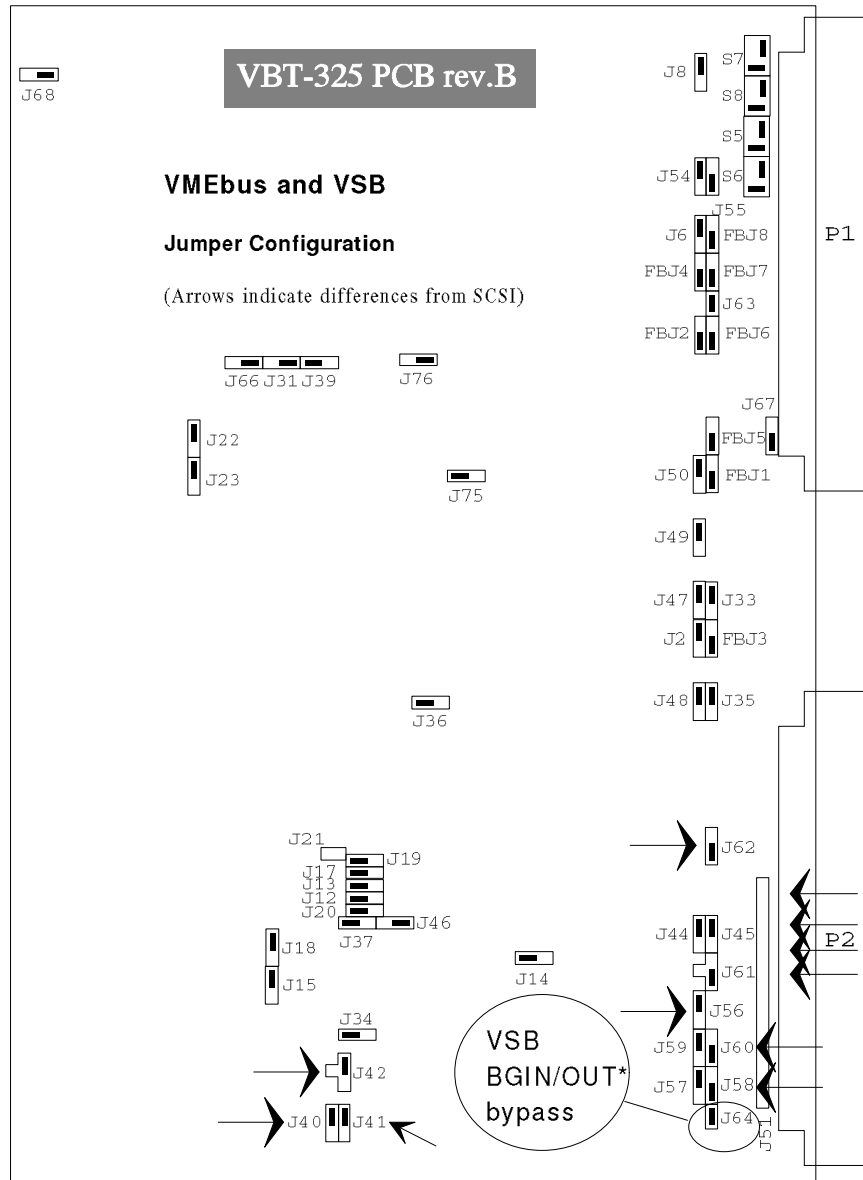 VBT-325 PCB rev.B
J68
J8
S7
S8
S5
VMEbus and VSB
J54
S6
J55
Jumper Configuration
J6
FBJ8
P1
FBJ4
FBJ7
(Arrows indicate differences from SCSI)
J63
FBJ2
FBJ6
J66
J31
J39
J76
J67
J22
FBJ5
J23
J75
J50
FBJ1
J49
J47
J33
J2
FBJ3
J36
J48
J35
J21
J62
J19
J17
J13
J12
J20
J46
J37
J44
J45
P2
J18
J14
J61
J15
J56
J34
VSB
J59
J60
J42
BGIN/OUT*
J57
J58
bypass
J40
J41
J64
J51